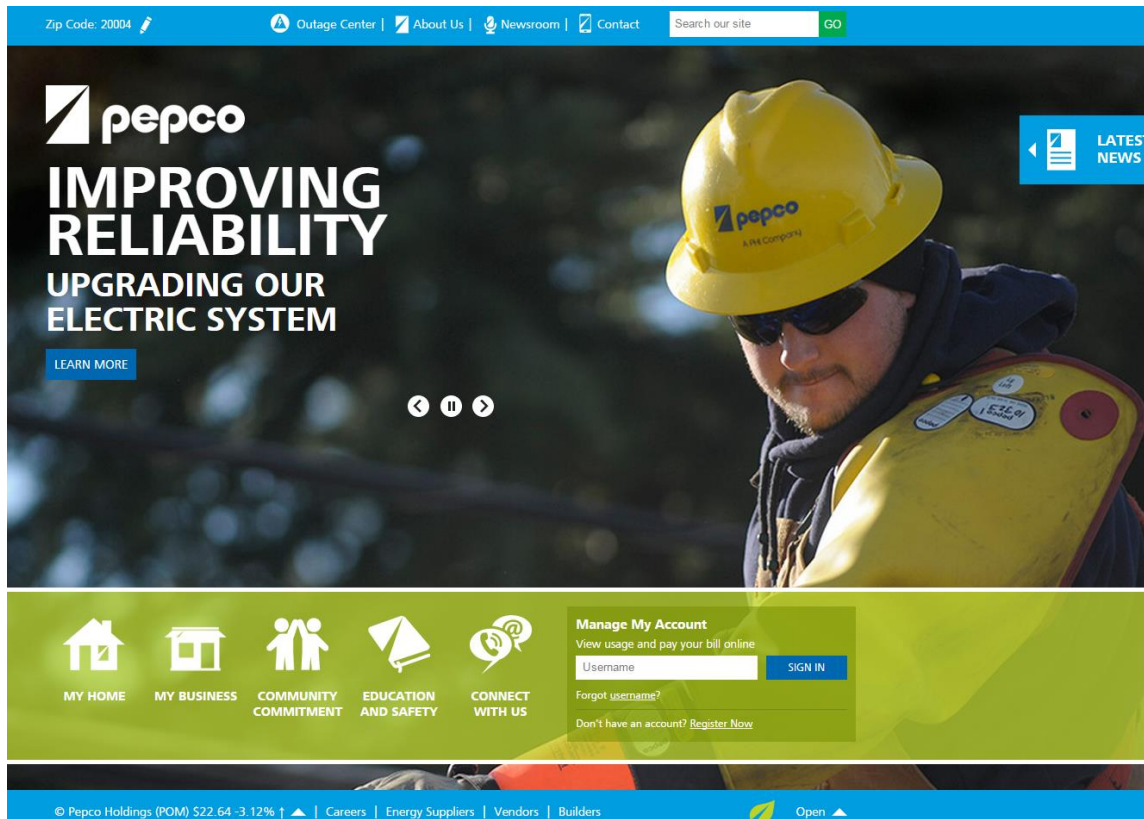 Zip Code: 20004
Outage Center | About Us | Newsroom | Contact
Search our site
GO
pepco
IMPROVING
RELIABILITY
UPGRADING OUR
ELECTRIC SYSTEM
LEARN MORE
LATEST
NEWS
pepco
A PHI Company
MY HOME
MY BUSINESS
COMMUNITY
COMMITMENT
EDUCATION
AND SAFETY
CONNECT
WITH US
Manage My Account
View usage and pay your bill online
Username
SIGN IN
Forgot username?
Don't have an account? Register Now
© Pepco Holdings (POM) $22.64 -3.12% ↑ | Careers | Energy Suppliers | Vendors | Builders
Open